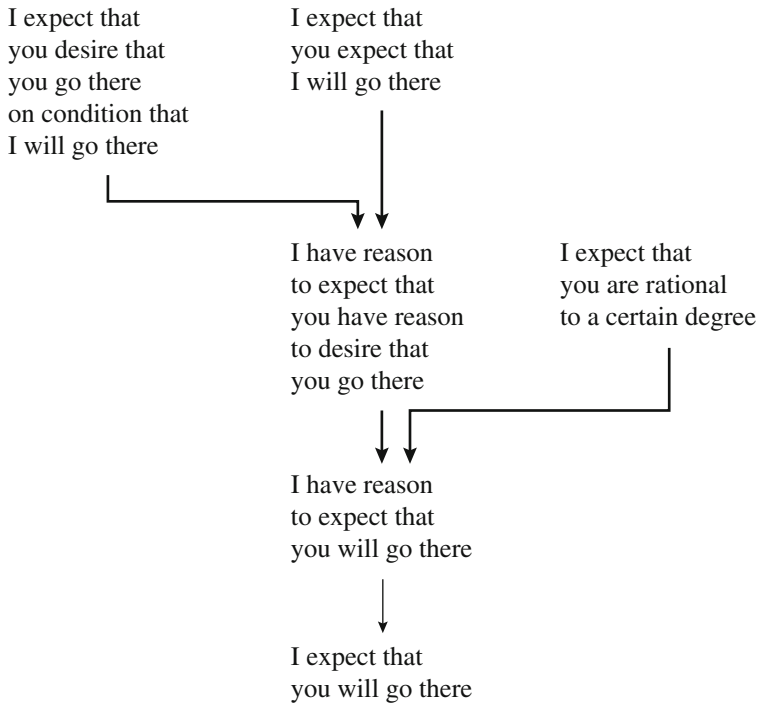 I expect that
you desire that
you go there
on condition that
I will go there
I expect that
you expect that
I will go there
I have reason
to expect that
you have reason
to desire that
you go there
I expect that
you are rational
to a certain degree
I have reason
to expect that
you will go there
I expect that
you will go there